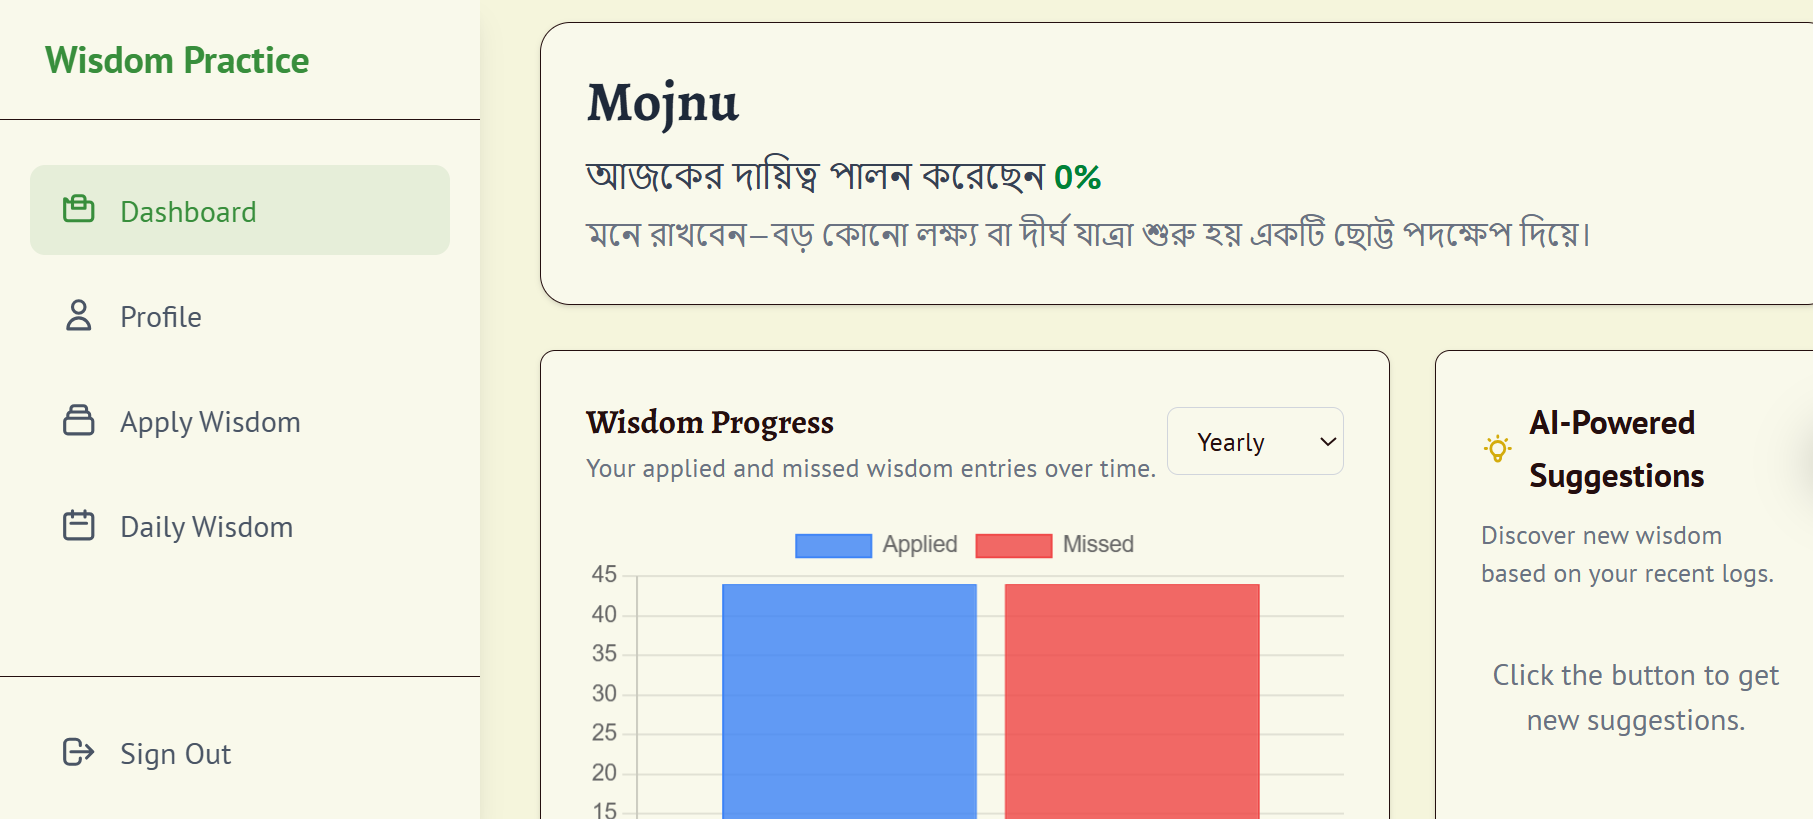 Wisdom Practice
Dashboard
Profile
Apply Wisdom
Daily Wisdom
Sign Out
Mojnu
আজকের দায়িত্ব পালন করেছেন 0%
মনে রাখবেন—বড় কোনো লক্ষ্য বা দীর্ঘ যাত্রা শুরু হয় একটি ছোট্ট পদক্ষেপ দিয়ে।
Wisdom Progress
Your applied and missed wisdom entries over time.
Yearly
Applied
Missed
45
40
35
30
25
20
15
AI-Powered
Suggestions
Discover new wisdom
based on your recent logs.
Click the button to get
new suggestions.